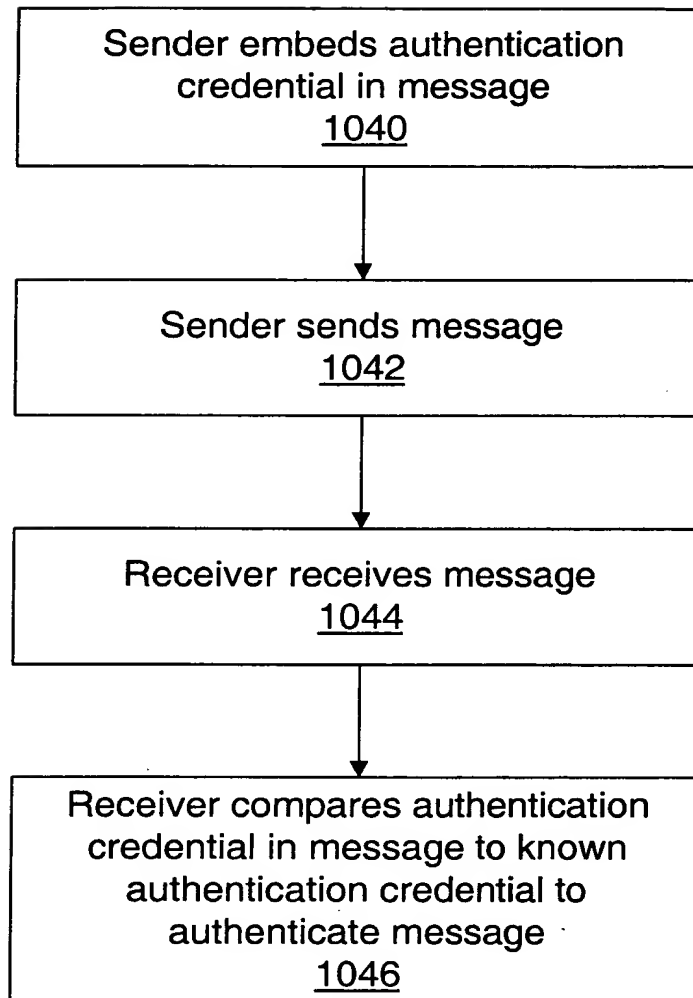 Sender embeds authentication
credential in message
1040
Sender sends message
1042
Receiver receives message
1044
Receiver compares authentication
credential in message to known
authentication credential to
authenticate message
1046